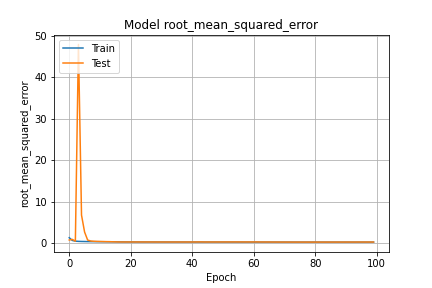 Model root_mean_squared_error
50
40
30
20
10
0
root_mean_squared_error
Train
Test
0 20 40 60 80 100
Epoch